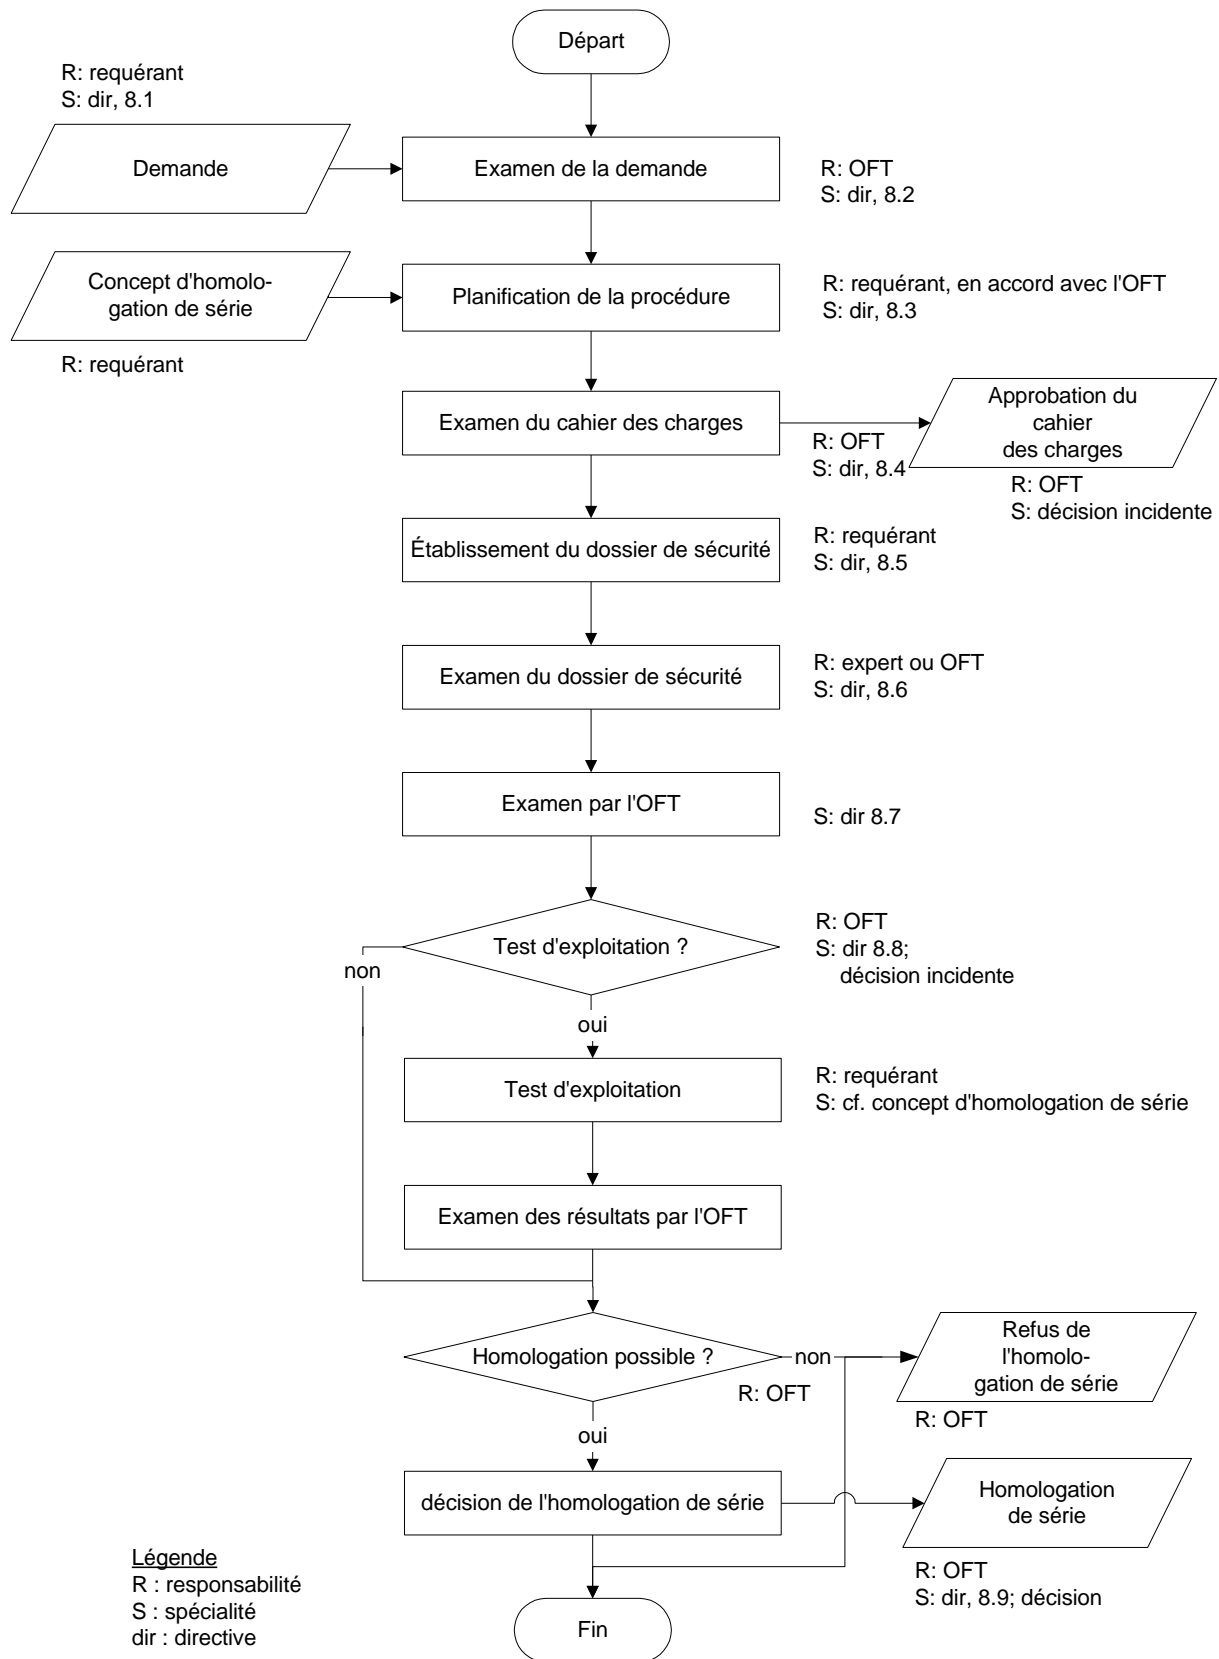 Départ
R: requérant
S: dir, 8.1
Demande
Examen de la demande
R: OFT
S: dir, 8.2
Concept d'homolo-
gation de série
R: requérant
Planification de la procédure
R: requérant, en accord avec l'OFT
S: dir, 8.3
Examen du cahier des charges
R: OFT
S: dir, 8.4
Approbation du
cahier
des charges
R: OFT
S: décision incidente
Établissement du dossier de sécurité
R: requérant
S: dir, 8.5
Examen du dossier de sécurité
R: expert ou OFT
S: dir, 8.6
Examen par l'OFT
S: dir 8.7
Test d'exploitation ?
R: OFT
S: dir 8.8;
décision incidente
non
oui
Test d'exploitation
R: requérant
S: cf. concept d'homologation de série
Examen des résultats par l'OFT
Homologation possible ?
non
R: OFT
Refus de
l'homolo-
gation de série
R: OFT
oui
décision de l'homologation de série
Homologation
de série
R: OFT
S: dir, 8.9; décision
Légende
R : responsabilité
S : spécialité
dir : directive
Fin